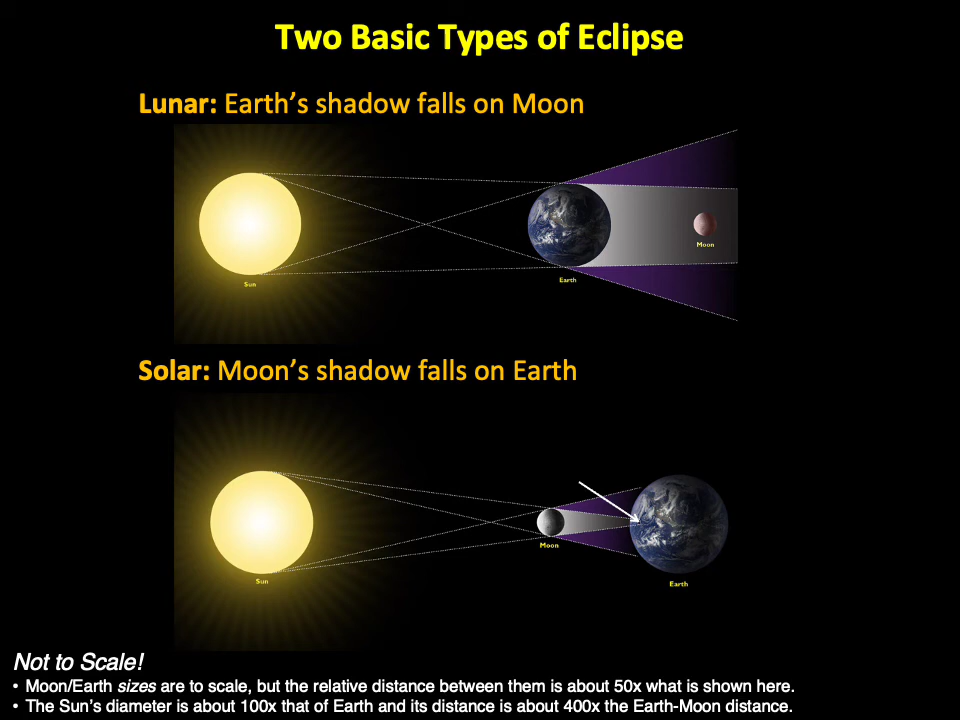 Two Basic Types of Eclipse
Lunar: Earth’s shadow falls on Moon
Moon
Sun
Earth
Solar: Moon’s shadow falls on Earth
Moon
Sun
Earth
Not to Scale!
• Moon/Earth sizes are to scale, but the relative distance between them is about 50x what is shown here.
• The Sun’s diameter is about 100x that of Earth and its distance is about 400x the Earth-Moon distance.